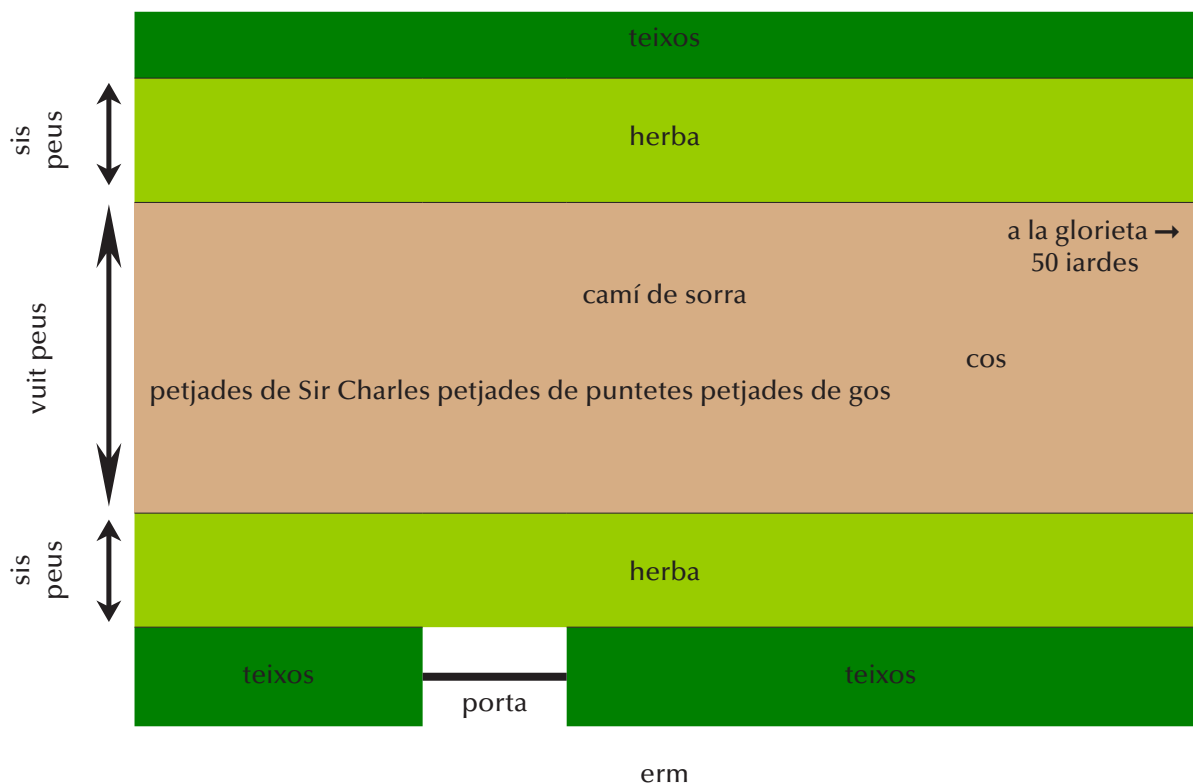 teixos
sis
peus
herba
a la glorieta →
50 iardes
camí de sorra
vuit peus
cos
petjades de Sir Charles petjades de puntetes petjades de gos
sis
peus
herba
teixos
porta
teixos
erm